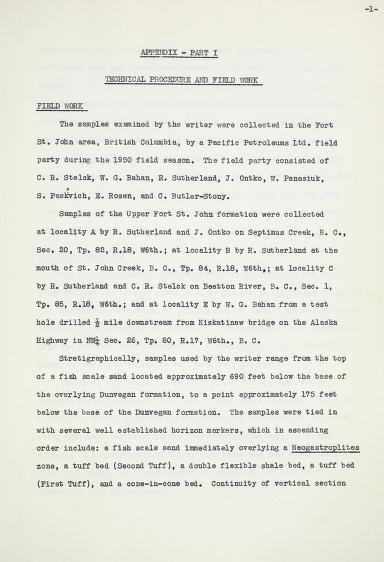 -1-
APPENDIX - PART I
TECHNICAL PROCEDURE AND FIELD WORK
FIELD WORK
The samples examined by the writer were collected in the Fort
St. John area, British Columbia, by a Pacific Petroleums Ltd. field
party during the 1950 field season. The field party consisted of
C. R. Stelck, W. G. Bahan, R. Sutherland, J. Ontko, W. Panasiuk,
S. Paskvich, E. Rosen, and C. Butler-Stony.
Samples of the Upper Fort St. John formation were collected
at locality A by R. Sutherland and J. Ontko on Septimus Creek, B. C.,
Sec. 20, Tp. 82, R.18, W6th.; at locality B by R. Sutherland at the
mouth of St. John Creek, B. C., Tp. 84, R.18, W6th,; at locality C
by R. Sutherland and C. R. Stelck on Beatton River, B. C., Sec. 1,
Tp. 85, R.18, W6th.; and at locality E by W. G. Bahan from a test
hole drilled ½ mile downstream from Kiskatinaw bridge on the Alaska
Highway in NW¼ Sec. 26, Tp. 80, R.17, W6th., B. C.
Stratigraphically, samples used by the writer range from the top
of a fish scale sand located approximately 690 feet below the base of
the overlying Dunvegan formation, to a point approximately 175 feet
below the base of the Dunvegan formation. The samples were tied in
with several well established horizon markers, which in ascending
order include: a fish scale sand immediately overlying a Neogastroplites
zone, a tuff bed (Second Tuff), a double flexible shale bed, a tuff bed
(First Tuff), and a cone-in-cone bed. Continuity of vertical section